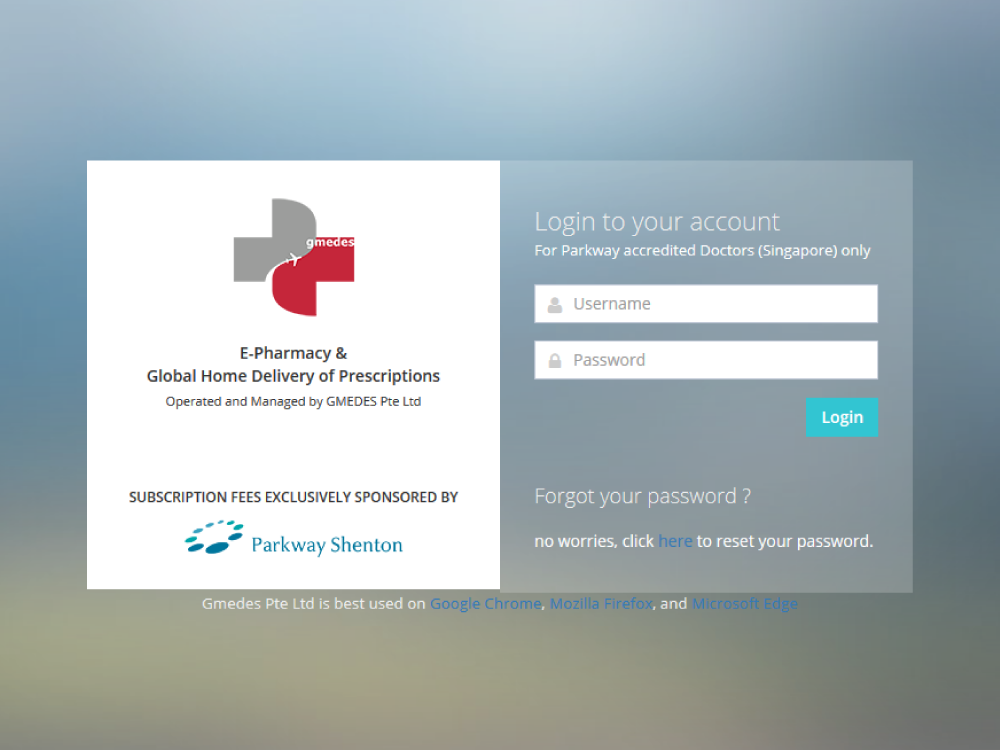 gmedes
E-Pharmacy &
Global Home Delivery of Prescriptions
Operated and Managed by GMEDES Pte Ltd
SUBSCRIPTION FEES EXCLUSIVELY SPONSORED BY
Parkway Shenton
Login to your account
For Parkway accredited Doctors (Singapore) only
Username
Password
Login
Forgot your password ?
no worries, click here to reset your password.
Gmedes Pte Ltd is best used on Google Chrome, Mozilla Firefox, and Microsoft Edge